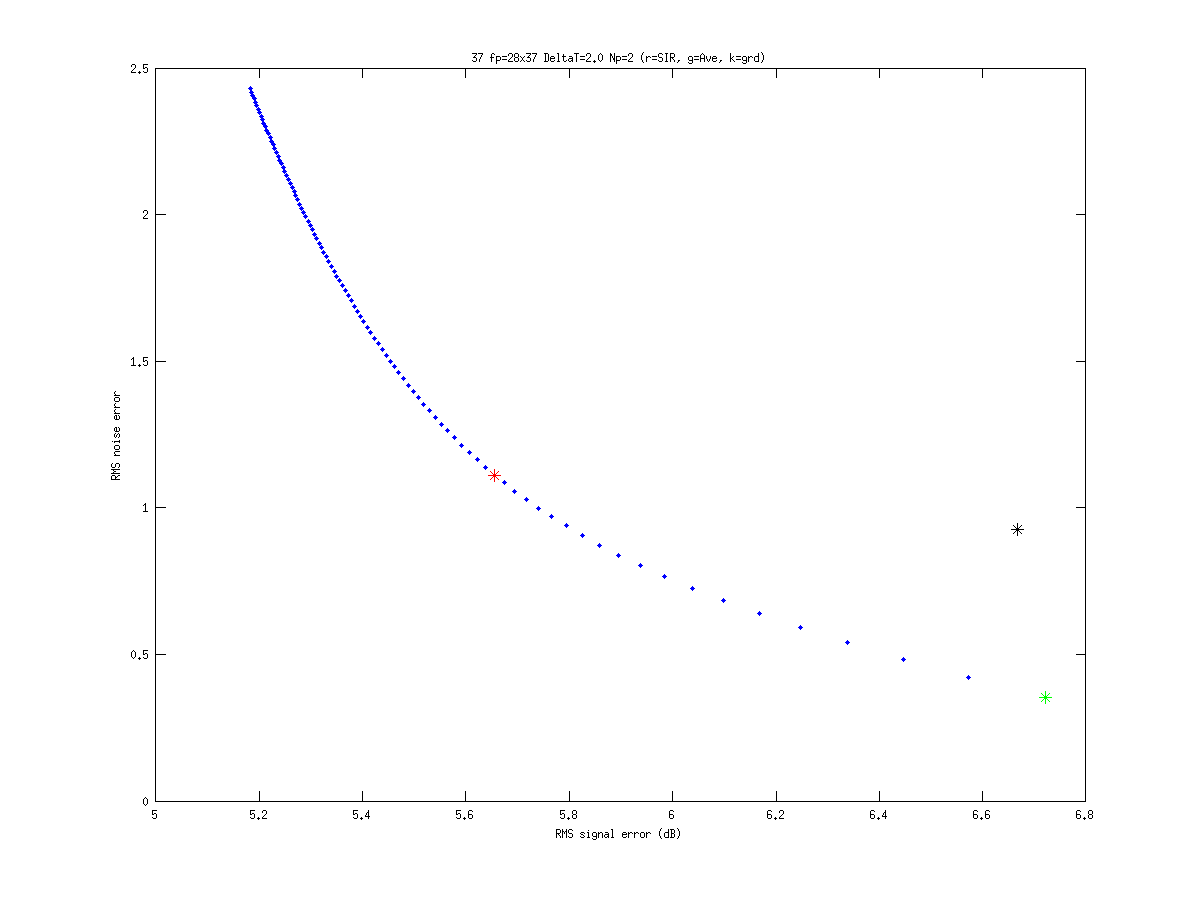 37 fp=28x37 DeltaT=2.0 Np=2 (r=SIR, g=Ave, k=grd)
2.5
2
1.5
1
0.5
0
RMS noise error
5 5.2 5.4 5.6 5.8 6 6.2 6.4 6.6 6.8
RMS signal error (dB)